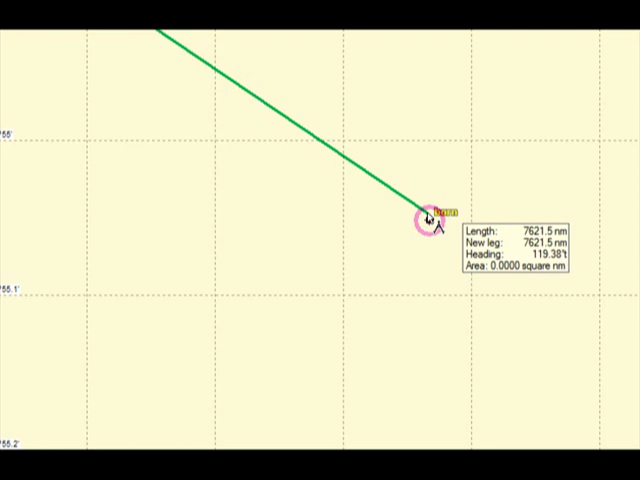 55'
born
Length: 7621.5 nm
New leg: 7621.5 nm
Heading: 119.38't
Area: 0.0000 square nm
55.1'
55.2'